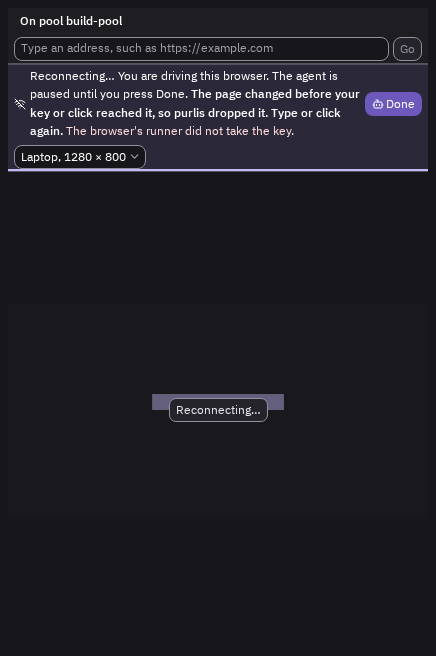 On pool build-pool
Type an address, such as https://example.com
Go
Reconnecting... You are driving this browser. The agent is
paused until you press Done. The page changed before your
key or click reached it, so purlis dropped it. Type or click
again. The browser's runner did not take the key.
Done
Laptop, 1280 × 800
Reconnecting...